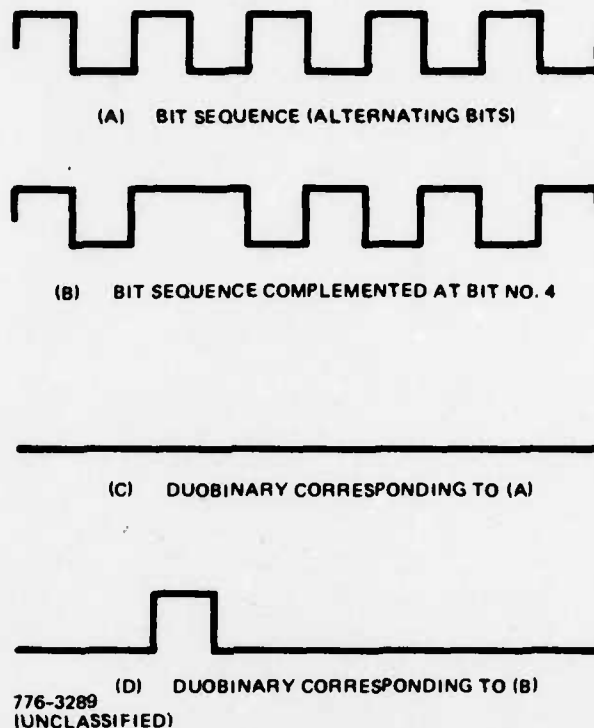 (A) BIT SEQUENCE (ALTERNATING BITS)
(B) BIT SEQUENCE COMPLEMENTED AT BIT NO. 4
(C) DUOBINARY CORRESPONDING TO (A)
(D) DUOBINARY CORRESPONDING TO (B)
776-3289
(UNCLASSIFIED)